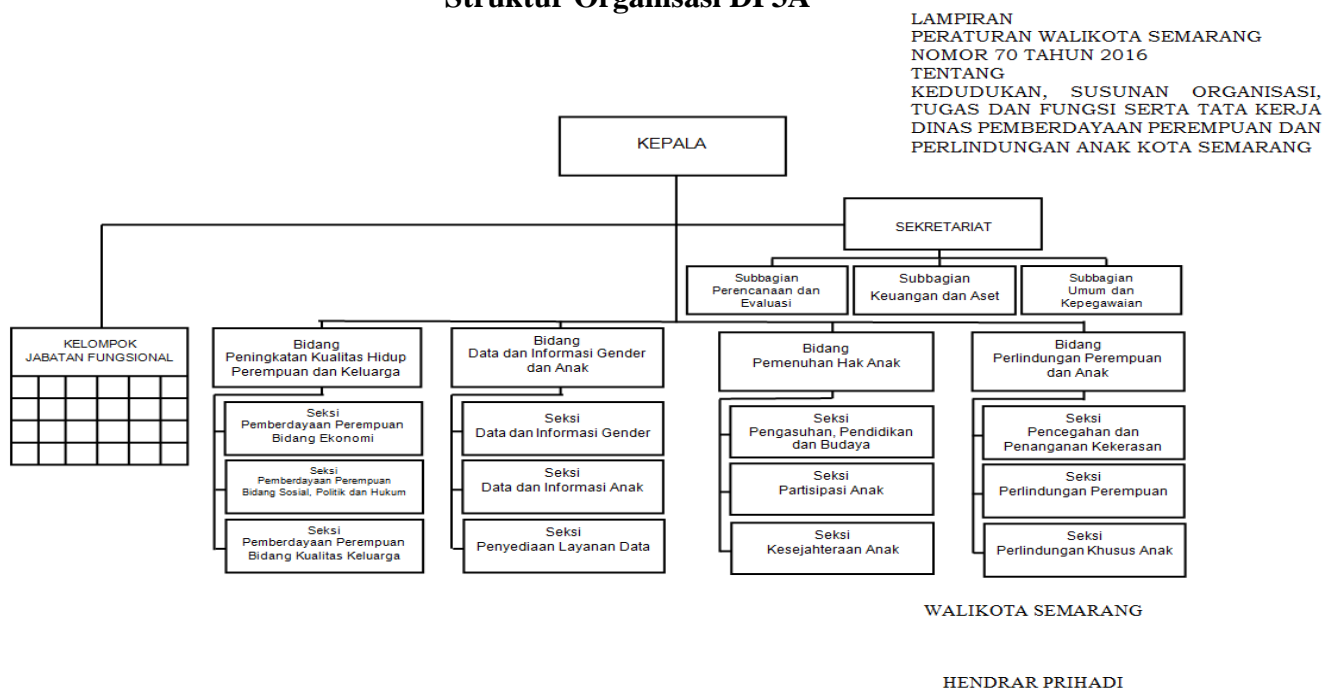 Struktur Organisasi DP3A
LAMPIRAN
PERATURAN WALIKOTA SEMARANG
NOMOR 70 TAHUN 2016
TENTANG
KEDUDUKAN, SUSUNAN ORGANISASI,
TUGAS DAN FUNGSI SERTA TATA KERJA
DINAS PEMBERDAYAAN PEREMPUAN DAN
PERLINDUNGAN ANAK KOTA SEMARANG
KEPALA
SEKRETARIAT
Subbagian
Perencanaan dan
Evaluasi
Subbagian
Keuangan dan Aset
Subbagian
Umum dan
Kepegawaian
KELOMPOK
JABATAN FUNGSIONAL
Bidang
Peningkatan Kualitas Hidup
Perempuan dan Keluarga
Seksi
Pemberdayaan Perempuan
Bidang Ekonomi
Seksi
Pemberdayaan Perempuan
Bidang Sosial, Politik dan Hukum
Seksi
Pemberdayaan Perempuan
Bidang Kualitas Keluarga
Bidang
Data dan Informasi Gender
dan Anak
Seksi
Data dan Informasi Gender
Seksi
Data dan Informasi Anak
Seksi
Penyediaan Layanan Data
Bidang
Pemenuhan Hak Anak
Seksi
Pengasuhan, Pendidikan
dan Budaya
Seksi
Partisipasi Anak
Seksi
Kesejahteraan Anak
Bidang
Perlindungan Perempuan
dan Anak
Seksi
Pencegahan dan
Penanganan Kekerasan
Seksi
Perlindungan Perempuan
Seksi
Perlindungan Khusus Anak
WALIKOTA SEMARANG
HENDRAR PRIHADI